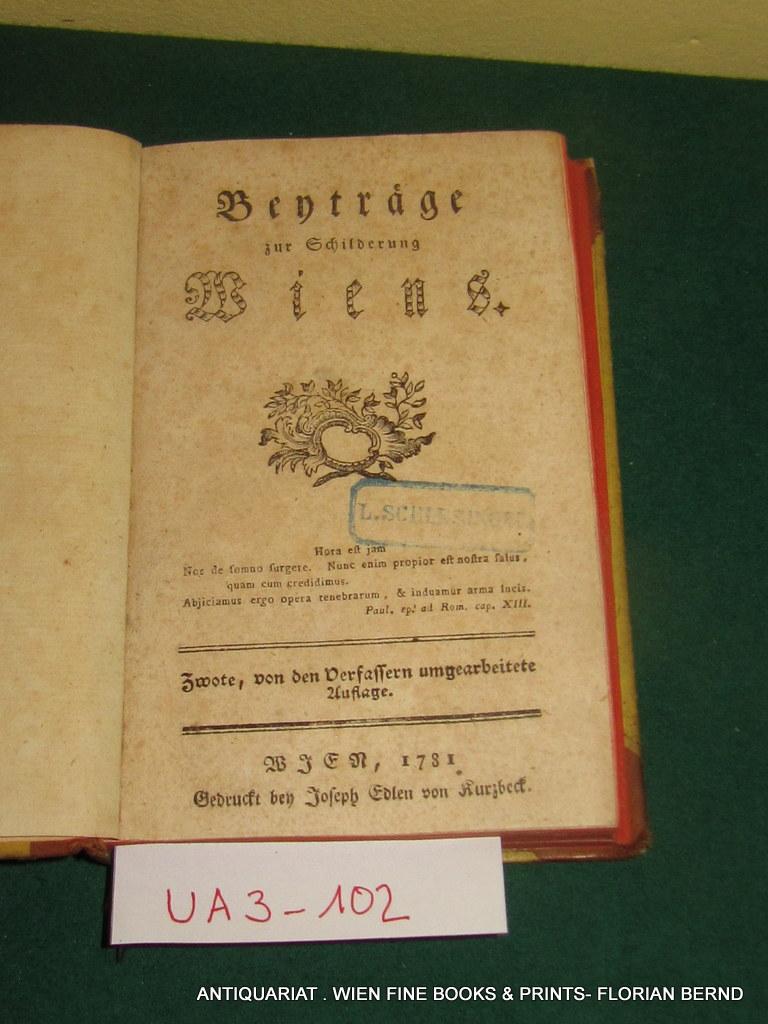 Beyträge
zur Schilderung
Wiens.
L. SCHLESINGER
Hora est jam
Nos de somno surgere. Nunc enim propior est nostra salus,
quam cum credidimus.
Abjiciamus ergo opera tenebrarum, & induamur arma lucis.
Paul. ep. ad Rom. cap. XIII.
Zwote, von den Verfassern umgearbeitete
Auflage.
WIEN, 1781.
Gedruckt bey Joseph Edlen von Kurzbeck.
UA3-102
ANTIQUARIAT . WIEN FINE BOOKS & PRINTS- FLORIAN BERND